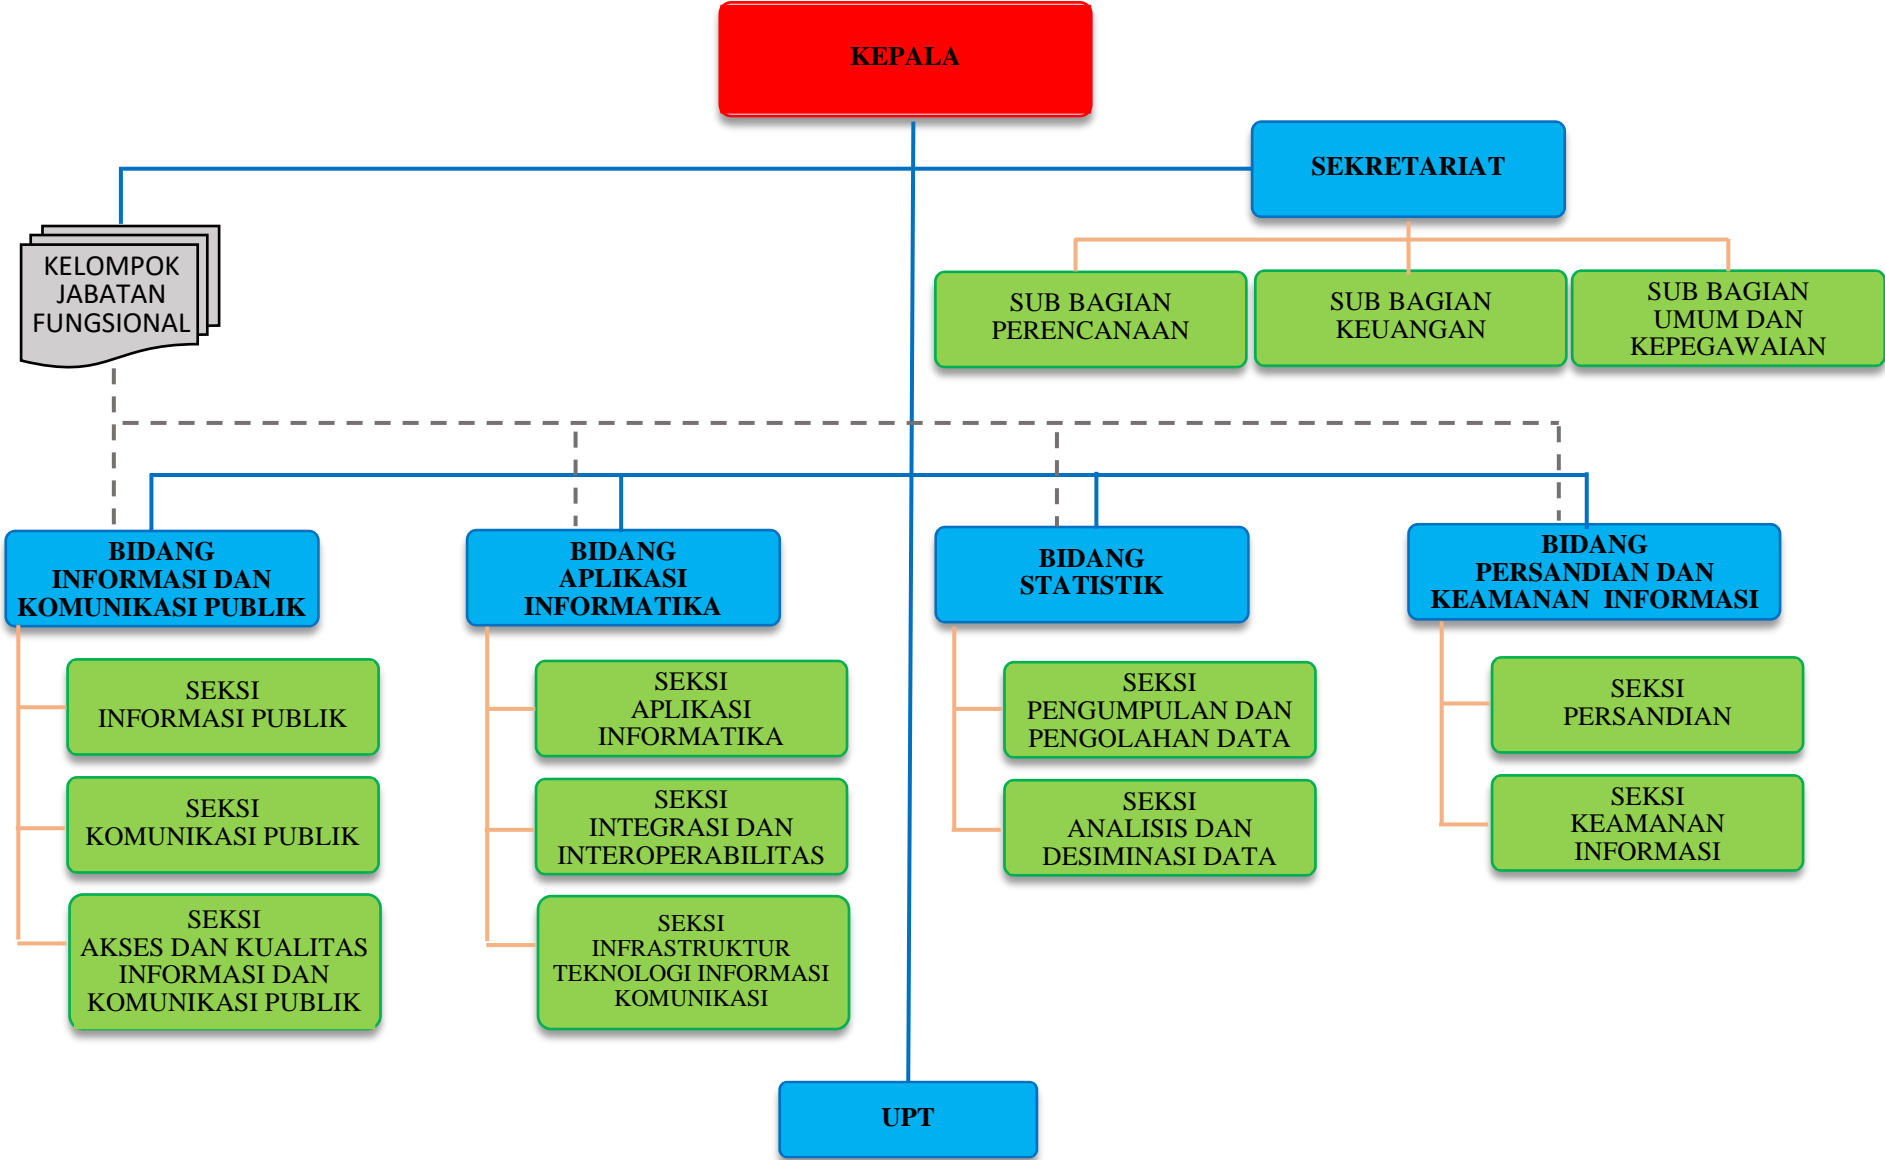 KEPALA
SEKRETARIAT
KELOMPOK
JABATAN
FUNGSIONAL
SUB BAGIAN
PERENCANAAN
SUB BAGIAN
KEUANGAN
SUB BAGIAN
UMUM DAN
KEPEGAWAIAN
BIDANG
INFORMASI DAN
KOMUNIKASI PUBLIK
BIDANG
APLIKASI
INFORMATIKA
BIDANG
STATISTIK
BIDANG
PERSANDIAN DAN
KEAMANAN INFORMASI
SEKSI
INFORMASI PUBLIK
SEKSI
KOMUNIKASI PUBLIK
SEKSI
AKSES DAN KUALITAS
INFORMASI DAN
KOMUNIKASI PUBLIK
SEKSI
APLIKASI
INFORMATIKA
SEKSI
INTEGRASI DAN
INTEROPERABILITAS
SEKSI
INFRASTRUKTUR
TEKNOLOGI INFORMASI
KOMUNIKASI
SEKSI
PENGUMPULAN DAN
PENGOLAHAN DATA
SEKSI
ANALISIS DAN
DESIMINASI DATA
SEKSI
PERSANDIAN
SEKSI
KEAMANAN
INFORMASI
UPT